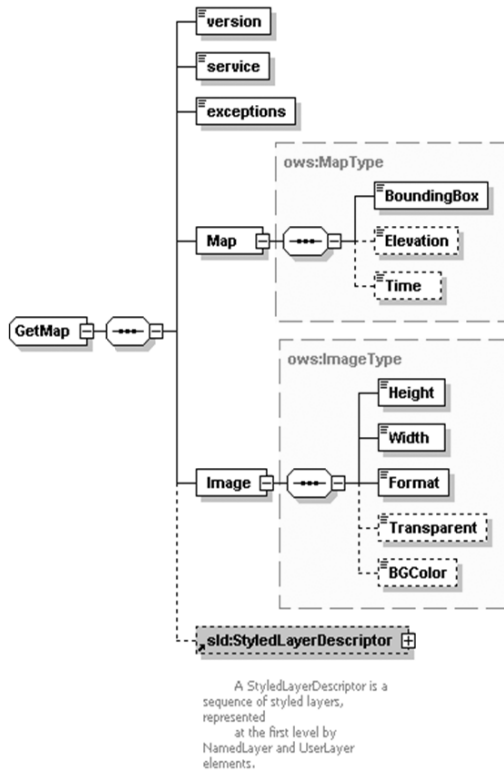 version
service
exceptions
ows:MapType
BoundingBox
Map
Elevation
Time
GetMap
ows:ImageType
Height
Width
Image
Format
Transparent
BGColor
sld:StyledLayerDescriptor
A StyledLayerDescriptor is a
sequence of styled layers,
represented
at the first level by
NamedLayer and UserLayer
elements.